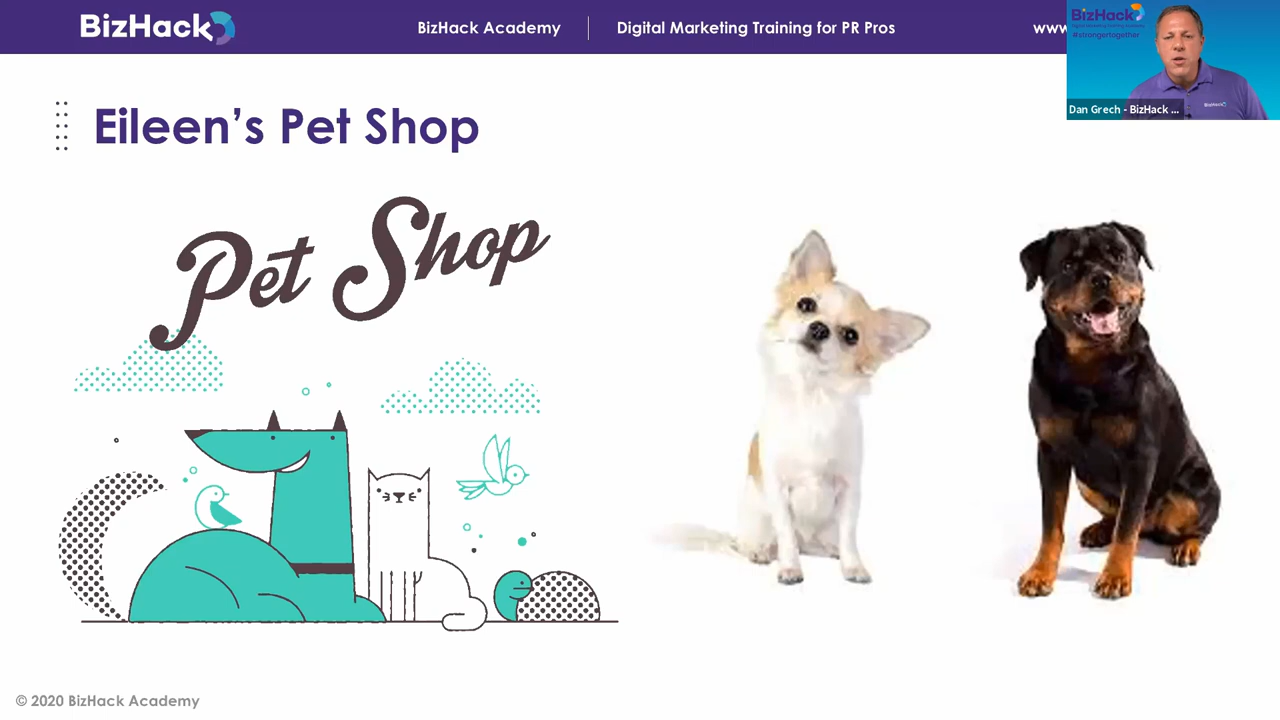 BizHack
BizHack Academy
Digital Marketing Training for PR Pros
www
BizHack
#strongertogether
BizHack
Dan Grech - BizHack ...
Eileen's Pet Shop
Pet Shop
© 2020 BizHack Academy